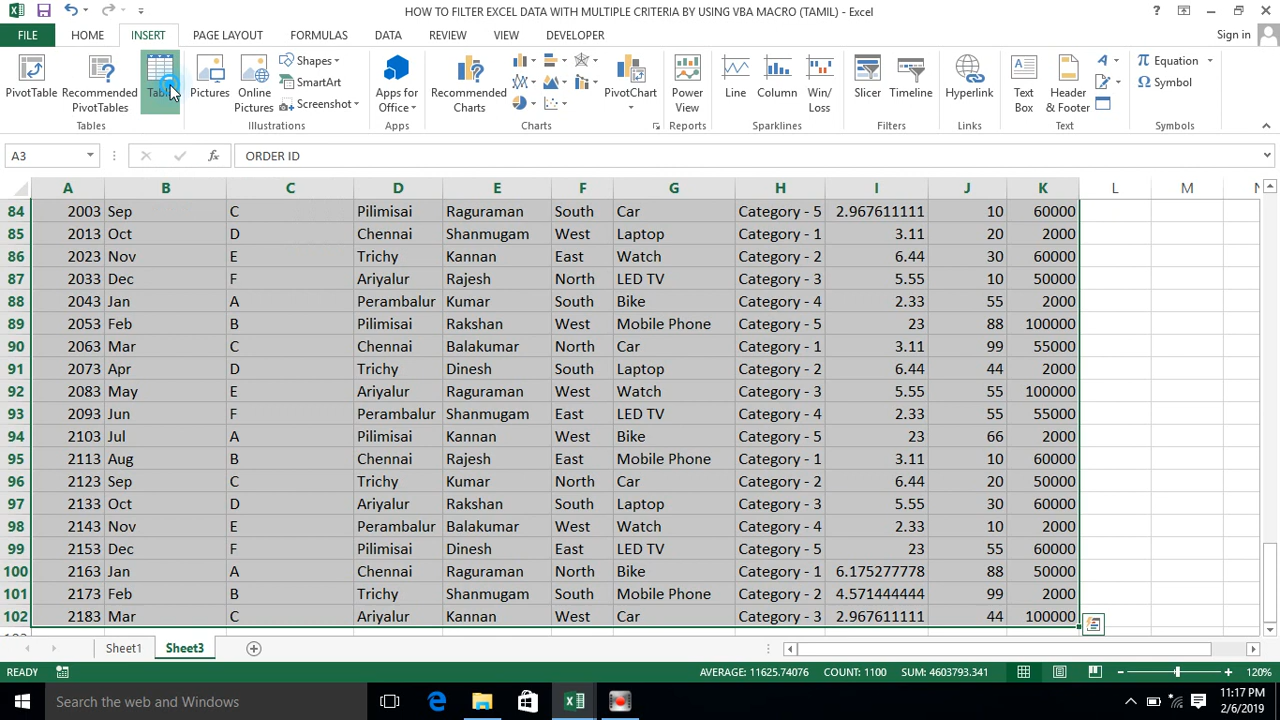 HOW TO FILTER EXCEL DATA WITH MULTIPLE CRITERIA BY USING VBA MACRO (TAMIL) - Excel
?
FILE HOME INSERT PAGE LAYOUT FORMULAS DATA REVIEW VIEW DEVELOPER Sign in
PivotTable
Recommended
PivotTables
Table
Pictures
Online
Pictures
Shapes
SmartArt
Screenshot
Apps for
Office
Recommended
Charts
PivotChart
Power
View
Line
Column
Win/
Loss
Slicer
Timeline
Hyperlink
Text
Box
Header
& Footer
Equation
Symbol
Tables Illustrations Apps Charts Reports Sparklines Filters Links Text Symbols
A3 fx ORDER ID
A B C D E F G H I J K L M N
84 2003 Sep C Pilimisai Raguraman South Car Category - 5 2.967611111 10 60000
85 2013 Oct D Chennai Shanmugam West Laptop Category - 1 3.11 20 2000
86 2023 Nov E Trichy Kannan East Watch Category - 2 6.44 30 60000
87 2033 Dec F Ariyalur Rajesh North LED TV Category - 3 5.55 10 50000
88 2043 Jan A Perambalur Kumar South Bike Category - 4 2.33 55 2000
89 2053 Feb B Pilimisai Rakshan West Mobile Phone Category - 5 23 88 100000
90 2063 Mar C Chennai Balakumar North Car Category - 1 3.11 99 55000
91 2073 Apr D Trichy Dinesh South Laptop Category - 2 6.44 44 2000
92 2083 May E Ariyalur Raguraman West Watch Category - 3 5.55 55 100000
93 2093 Jun F Perambalur Shanmugam East LED TV Category - 4 2.33 55 55000
94 2103 Jul A Pilimisai Kannan West Bike Category - 5 23 66 2000
95 2113 Aug B Chennai Rajesh East Mobile Phone Category - 1 3.11 10 60000
96 2123 Sep C Trichy Kumar North Car Category - 2 6.44 20 50000
97 2133 Oct D Ariyalur Rakshan South Laptop Category - 3 5.55 30 60000
98 2143 Nov E Perambalur Balakumar West Watch Category - 4 2.33 10 2000
99 2153 Dec F Pilimisai Dinesh East LED TV Category - 5 23 55 60000
100 2163 Jan A Chennai Raguraman North Bike Category - 1 6.175277778 88 50000
101 2173 Feb B Trichy Shanmugam South Mobile Phone Category - 2 4.571444444 99 2000
102 2183 Mar C Ariyalur Kannan West Car Category - 3 2.967611111 44 100000
Sheet1 Sheet3
READY AVERAGE: 11625.74076 COUNT: 1100 SUM: 4603793.341 120%
Search the web and Windows
11:17 PM
2/6/2019